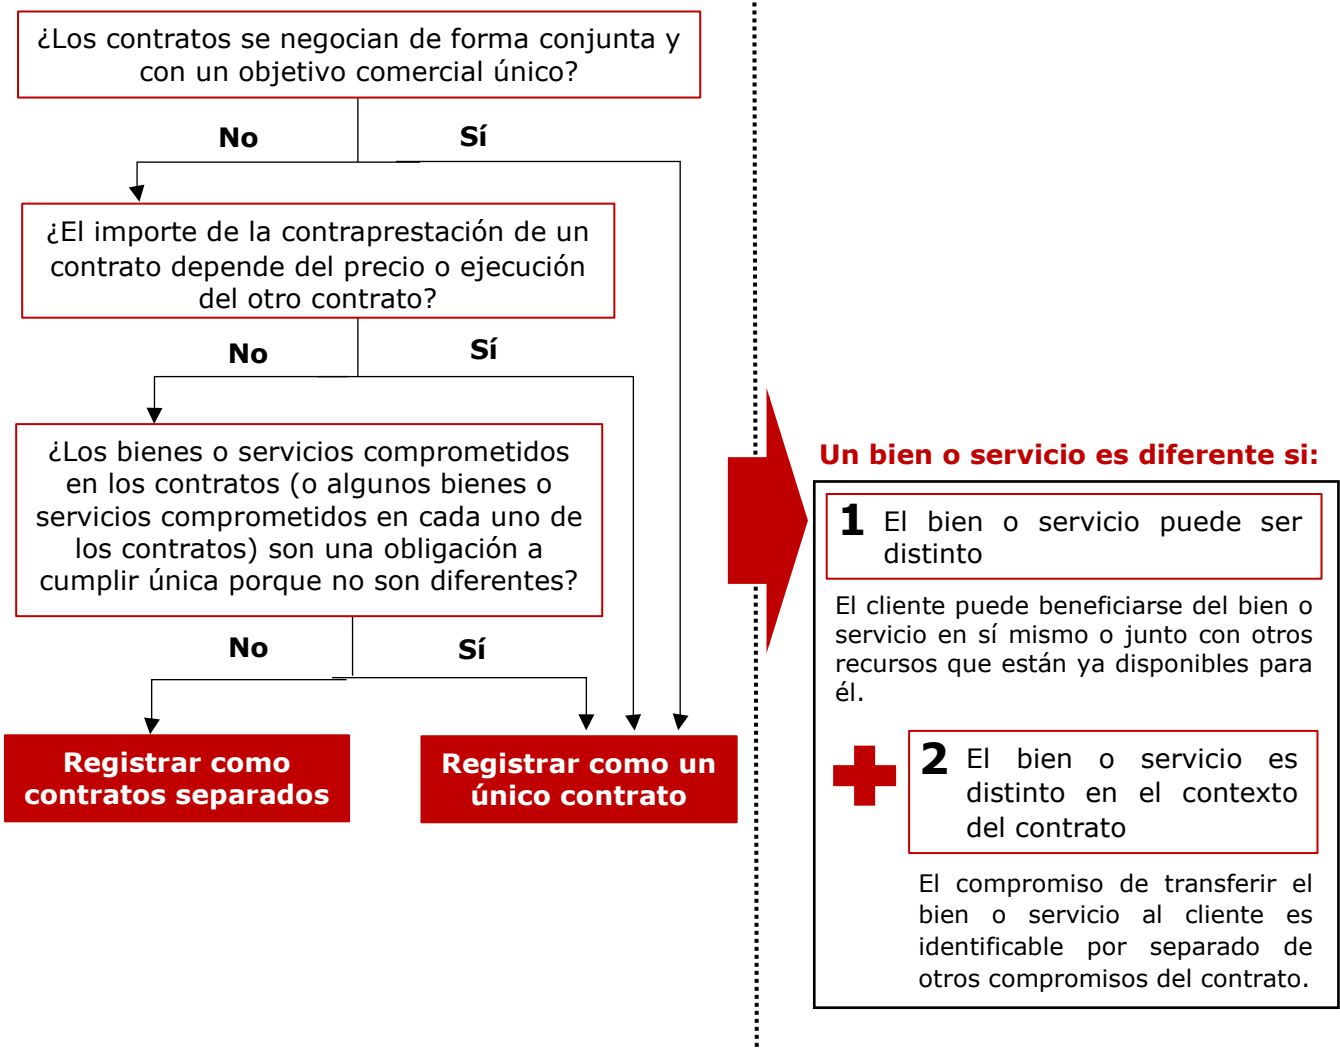 ¿Los contratos se negocian de forma conjunta y
con un objetivo comercial único?
No
Sí
¿El importe de la contraprestación de un
contrato depende del precio o ejecución
del otro contrato?
No
Sí
¿Los bienes o servicios comprometidos
en los contratos (o algunos bienes o
servicios comprometidos en cada uno de
los contratos) son una obligación a
cumplir única porque no son diferentes?
No
Sí
Registrar como
contratos separados
Registrar como un
único contrato
Un bien o servicio es diferente si:
1 El bien o servicio puede ser
distinto
El cliente puede beneficiarse del bien o
servicio en sí mismo o junto con otros
recursos que están ya disponibles para
él.
2 El bien o servicio es
distinto en el contexto
del contrato
El compromiso de transferir el
bien o servicio al cliente es
identificable por separado de
otros compromisos del contrato.